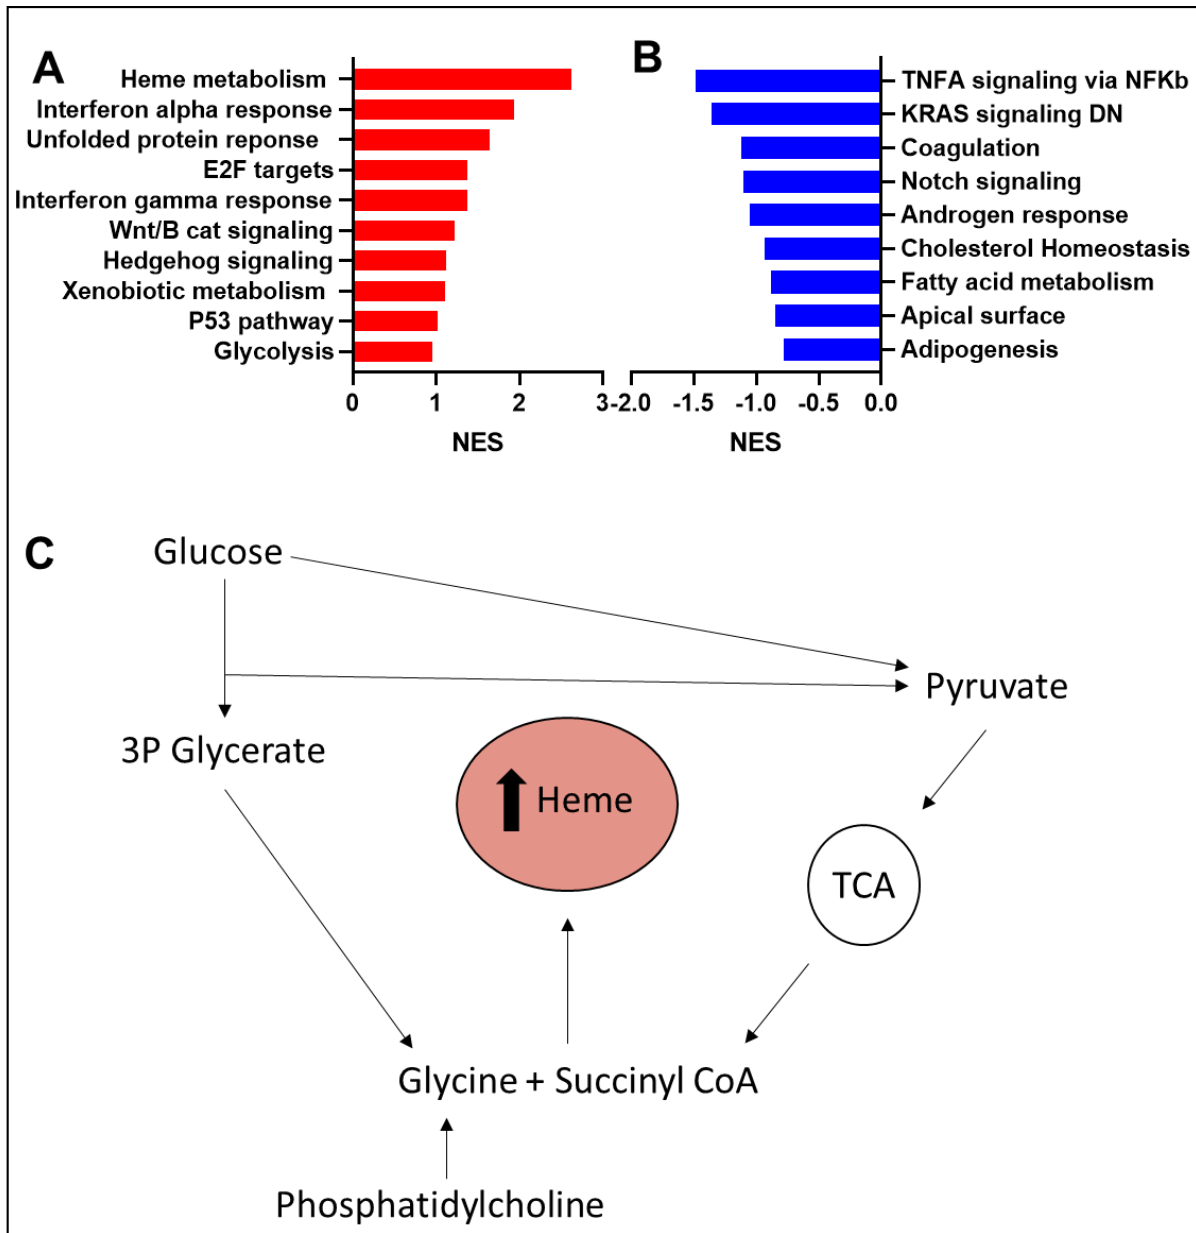 A
Heme metabolism
Interferon alpha response
Unfolded protein reponse
E2F targets
Interferon gamma response
Wnt/B cat signaling
Hedgehog signaling
Xenobiotic metabolism
P53 pathway
Glycolysis
0 1 2 3
NES
B
TNFA signaling via NFKb
KRAS signaling DN
Coagulation
Notch signaling
Androgen response
Cholesterol Homeostasis
Fatty acid metabolism
Apical surface
Adipogenesis
-2.0 -1.5 -1.0 -0.5 0.0
NES
C
Glucose
Pyruvate
3P Glycerate
Heme
TCA
Glycine + Succinyl CoA
Phosphatidylcholine